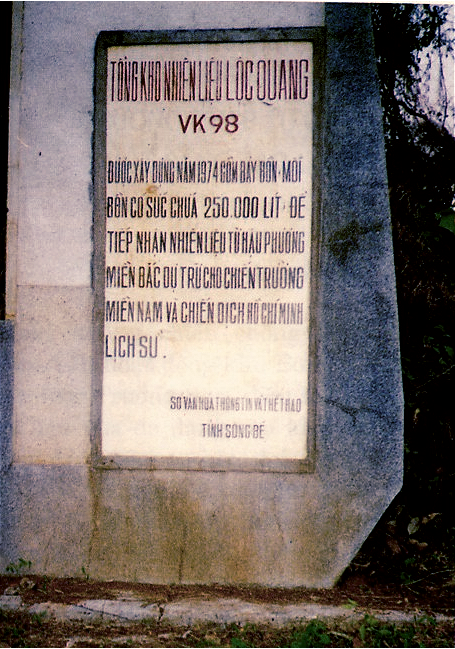 TỔNG KHO NHIÊN LIỆU LỘC QUANG
VK98
ĐƯỢC XÂY DỰNG NĂM 1974 GỒM BẢY BỒN, MỖI
BỒN CÓ SỨC CHỨA 250.000 LÍT, ĐỂ
TIẾP NHẬN NHIÊN LIỆU TỪ HẬU PHƯƠNG
MIỀN BẮC DỰ TRỮ CHO CHIẾN TRƯỜNG
MIỀN NAM VÀ CHIẾN DỊCH HỒ CHÍ MINH
LỊCH SỬ.
SỞ VĂN HÓA THÔNG TIN VÀ THỂ THAO
TỈNH SÔNG BÉ